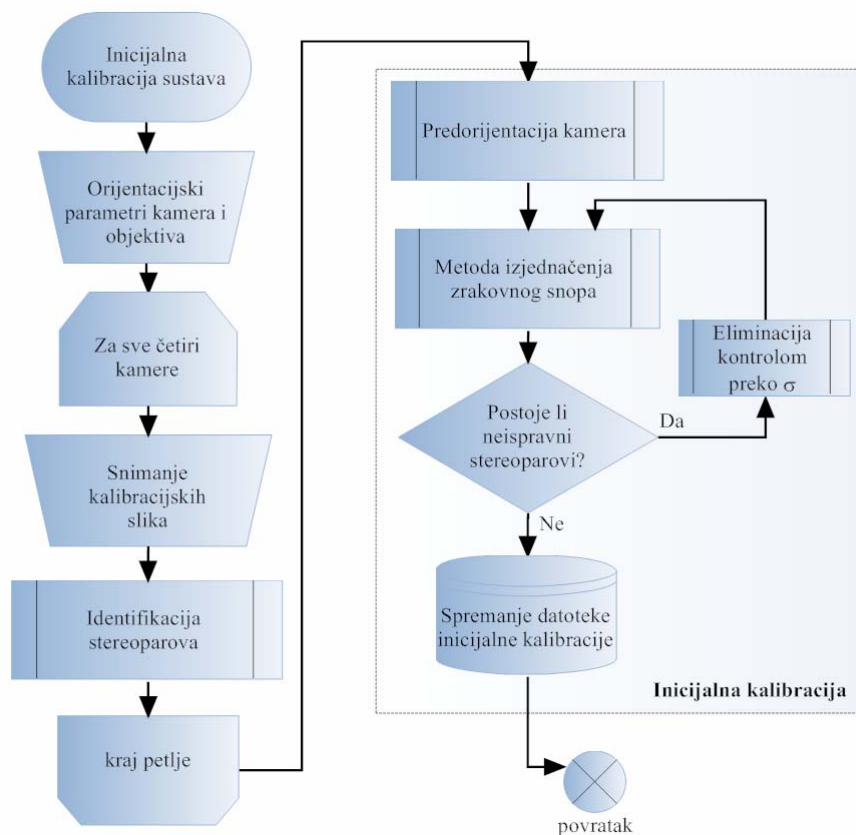 Inicijalna
kalibracija sustava
Orijentacijski
parametri kamera i
objektiva
Za sve četiri
kamere
Snimanje
kalibracijskih
slika
Identifikacija
stereoparova
kraj petlje
Predorijentacija kamera
Metoda izjednačenja
zrakovnog snopa
Postoje li
neispravni
stereoparovi?
Da
Eliminacija
kontrolom
preko σ
Ne
Spremanje datoteke
inicijalne kalibracije
Inicijalna kalibracija
povratak